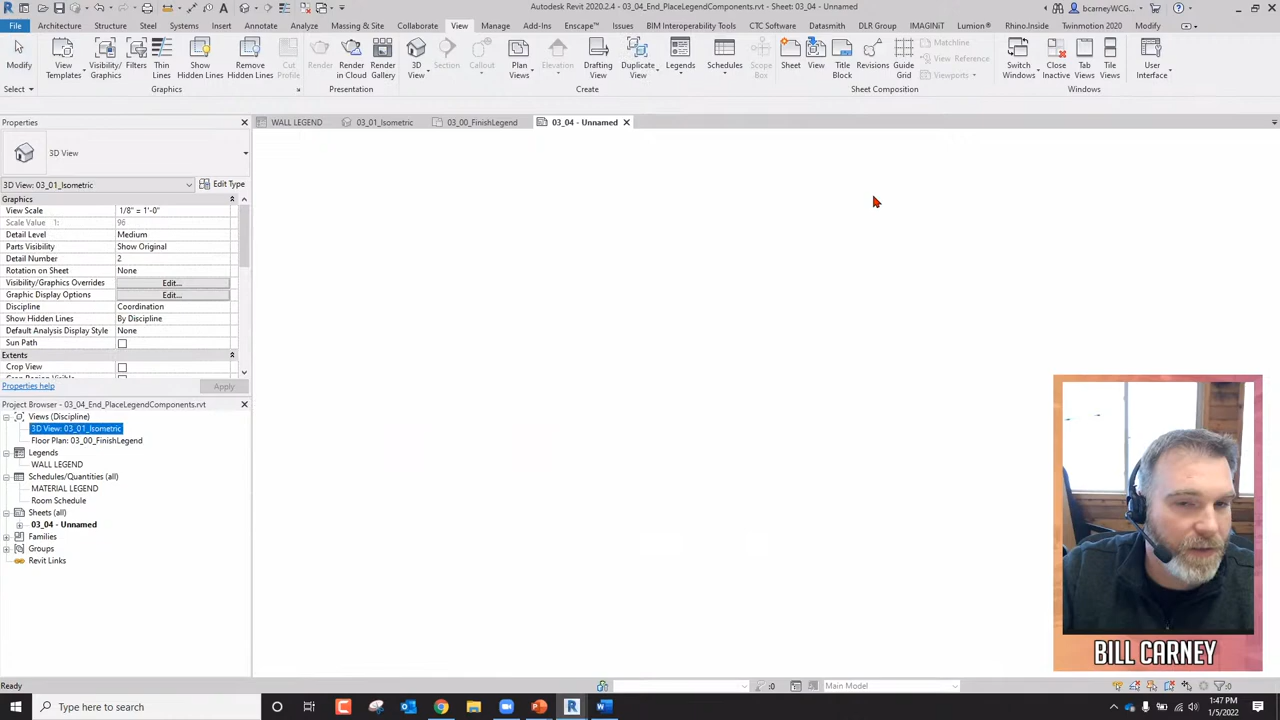 Autodesk Revit 2020.2.4 - 03_04_End_PlaceLegendComponents.rvt - Sheet: 03_04 - Unnamed
bcarneyWCG...
File Architecture Structure Steel Systems Insert Annotate Analyze Massing & Site Collaborate View Manage Add-Ins Enscape™ Issues BIM Interoperability Tools CTC Software Datasmith DLR Group IMAGINiT Lumion® Rhino.Inside Twinmotion 2020 Modify
Modify View Templates Visibility/ Graphics Filters Thin Lines Show Hidden Lines Remove Hidden Lines Cut Profile Render Render in Cloud Render Gallery 3D View Section Callout Plan Views Elevation Drafting View Duplicate View Legends Schedules Scope Box Sheet View Title Block Revisions Guide Grid Matchline View Reference Viewports Switch Windows Close Inactive Tab Views Tile Views User Interface
Select Graphics Presentation Create Sheet Composition Windows
Properties
WALL LEGEND 03_01_Isometric 03_00_FinishLegend 03_04 - Unnamed
3D View
3D View: 03_01_Isometric Edit Type
Graphics
View Scale 1/8" = 1'-0"
Scale Value 1: 96
Detail Level Medium
Parts Visibility Show Original
Detail Number 2
Rotation on Sheet None
Visibility/Graphics Overrides Edit...
Graphic Display Options Edit...
Discipline Coordination
Show Hidden Lines By Discipline
Default Analysis Display Style None
Sun Path
Extents
Crop View
Properties help Apply
Project Browser - 03_04_End_PlaceLegendComponents.rvt
Views (Discipline)
3D View: 03_01_Isometric
Floor Plan: 03_00_FinishLegend
Legends
WALL LEGEND
Schedules/Quantities (all)
MATERIAL LEGEND
Room Schedule
Sheets (all)
03_04 - Unnamed
Families
Groups
Revit Links
BILL CARNEY
Ready :0 Main Model :0
Type here to search
1:47 PM
1/5/2022